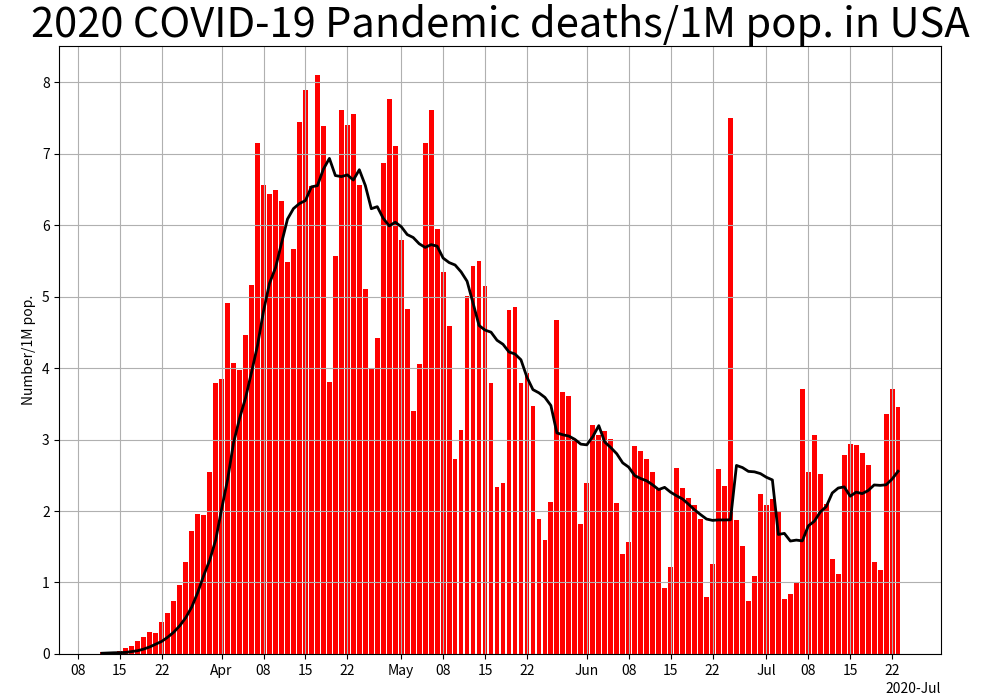 2020 COVID-19 Pandemic deaths/1M pop. in USA
Number/1M pop.
8
7
6
5
4
3
2
1
0
08 15 22 Apr 08 15 22 May 08 15 22 Jun 08 15 22 Jul 08 15 22
2020-Jul